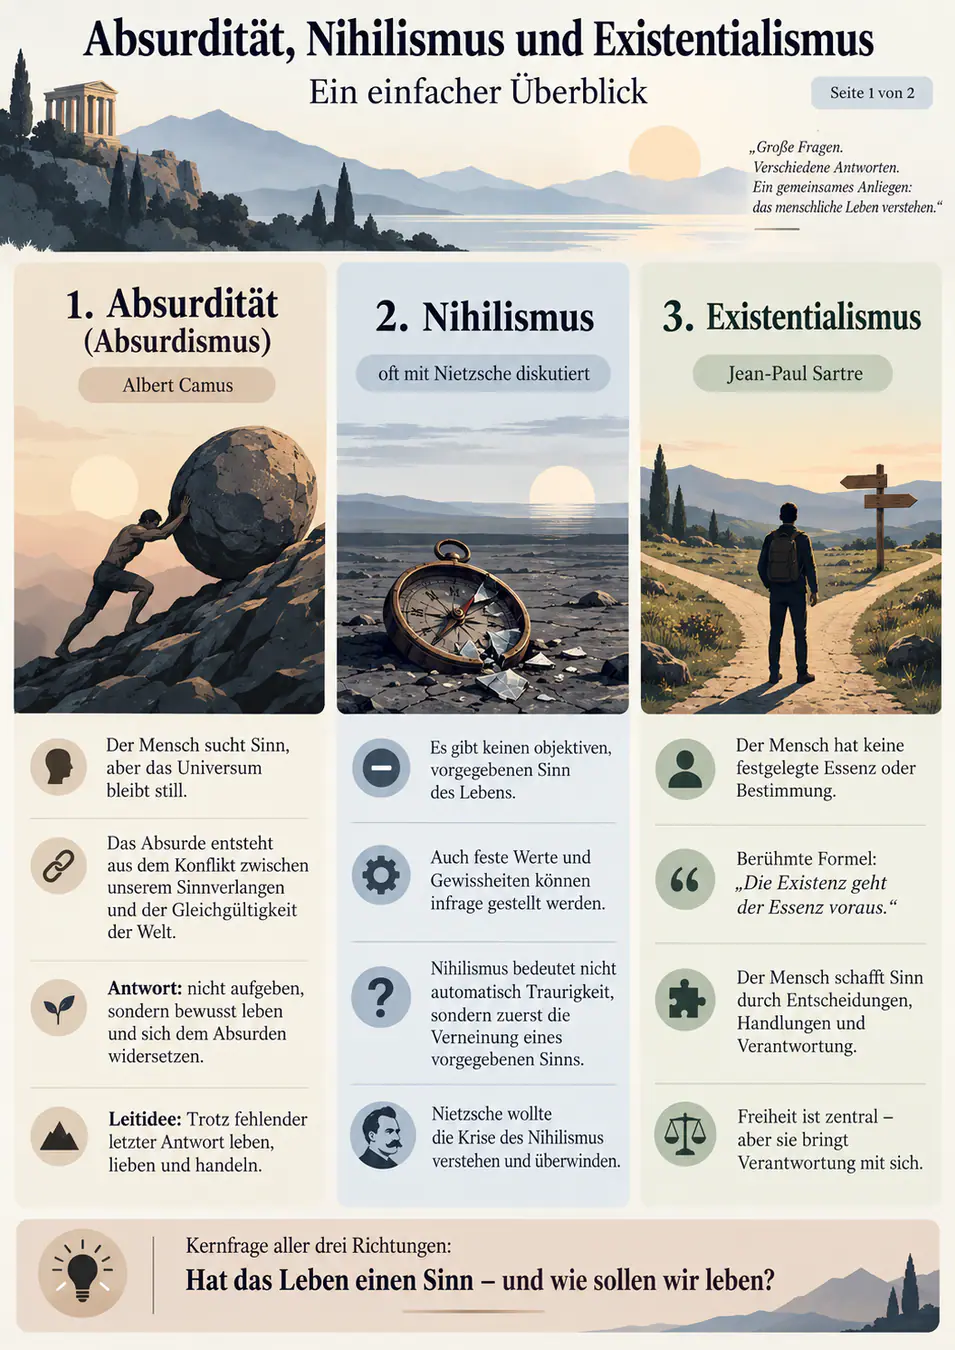 Absurdität, Nihilismus und Existentialismus
Ein einfacher Überblick
Seite 1 von 2
„Große Fragen.
Verschiedene Antworten.
Ein gemeinsames Anliegen:
das menschliche Leben verstehen.“
1. Absurdität
(Absurdismus)
Albert Camus
Der Mensch sucht Sinn,
aber das Universum
bleibt still.
Das Absurde entsteht
aus dem Konflikt zwischen
unserem Sinnverlangen
und der Gleichgültigkeit
der Welt.
Antwort: nicht aufgeben,
sondern bewusst leben
und sich dem Absurden
widersetzen.
Leitidee: Trotz fehlender
letzter Antwort leben,
lieben und handeln.
2. Nihilismus
oft mit Nietzsche diskutiert
Es gibt keinen objektiven,
vorgegebenen Sinn
des Lebens.
Auch feste Werte und
Gewissheiten können
infrage gestellt werden.
Nihilismus bedeutet nicht
automatisch Traurigkeit,
sondern zuerst die
Verneinung eines
vorgegebenen Sinns.
Nietzsche wollte
die Krise des Nihilismus
verstehen und überwinden.
3. Existentialismus
Jean-Paul Sartre
Der Mensch hat keine
festgelegte Essenz oder
Bestimmung.
Berühmte Formel:
„Die Existenz geht
der Essenz voraus.“
Der Mensch schafft Sinn
durch Entscheidungen,
Handlungen und
Verantwortung.
Freiheit ist zentral –
aber sie bringt
Verantwortung mit sich.
Kernfrage aller drei Richtungen:
Hat das Leben einen Sinn – und wie sollen wir leben?